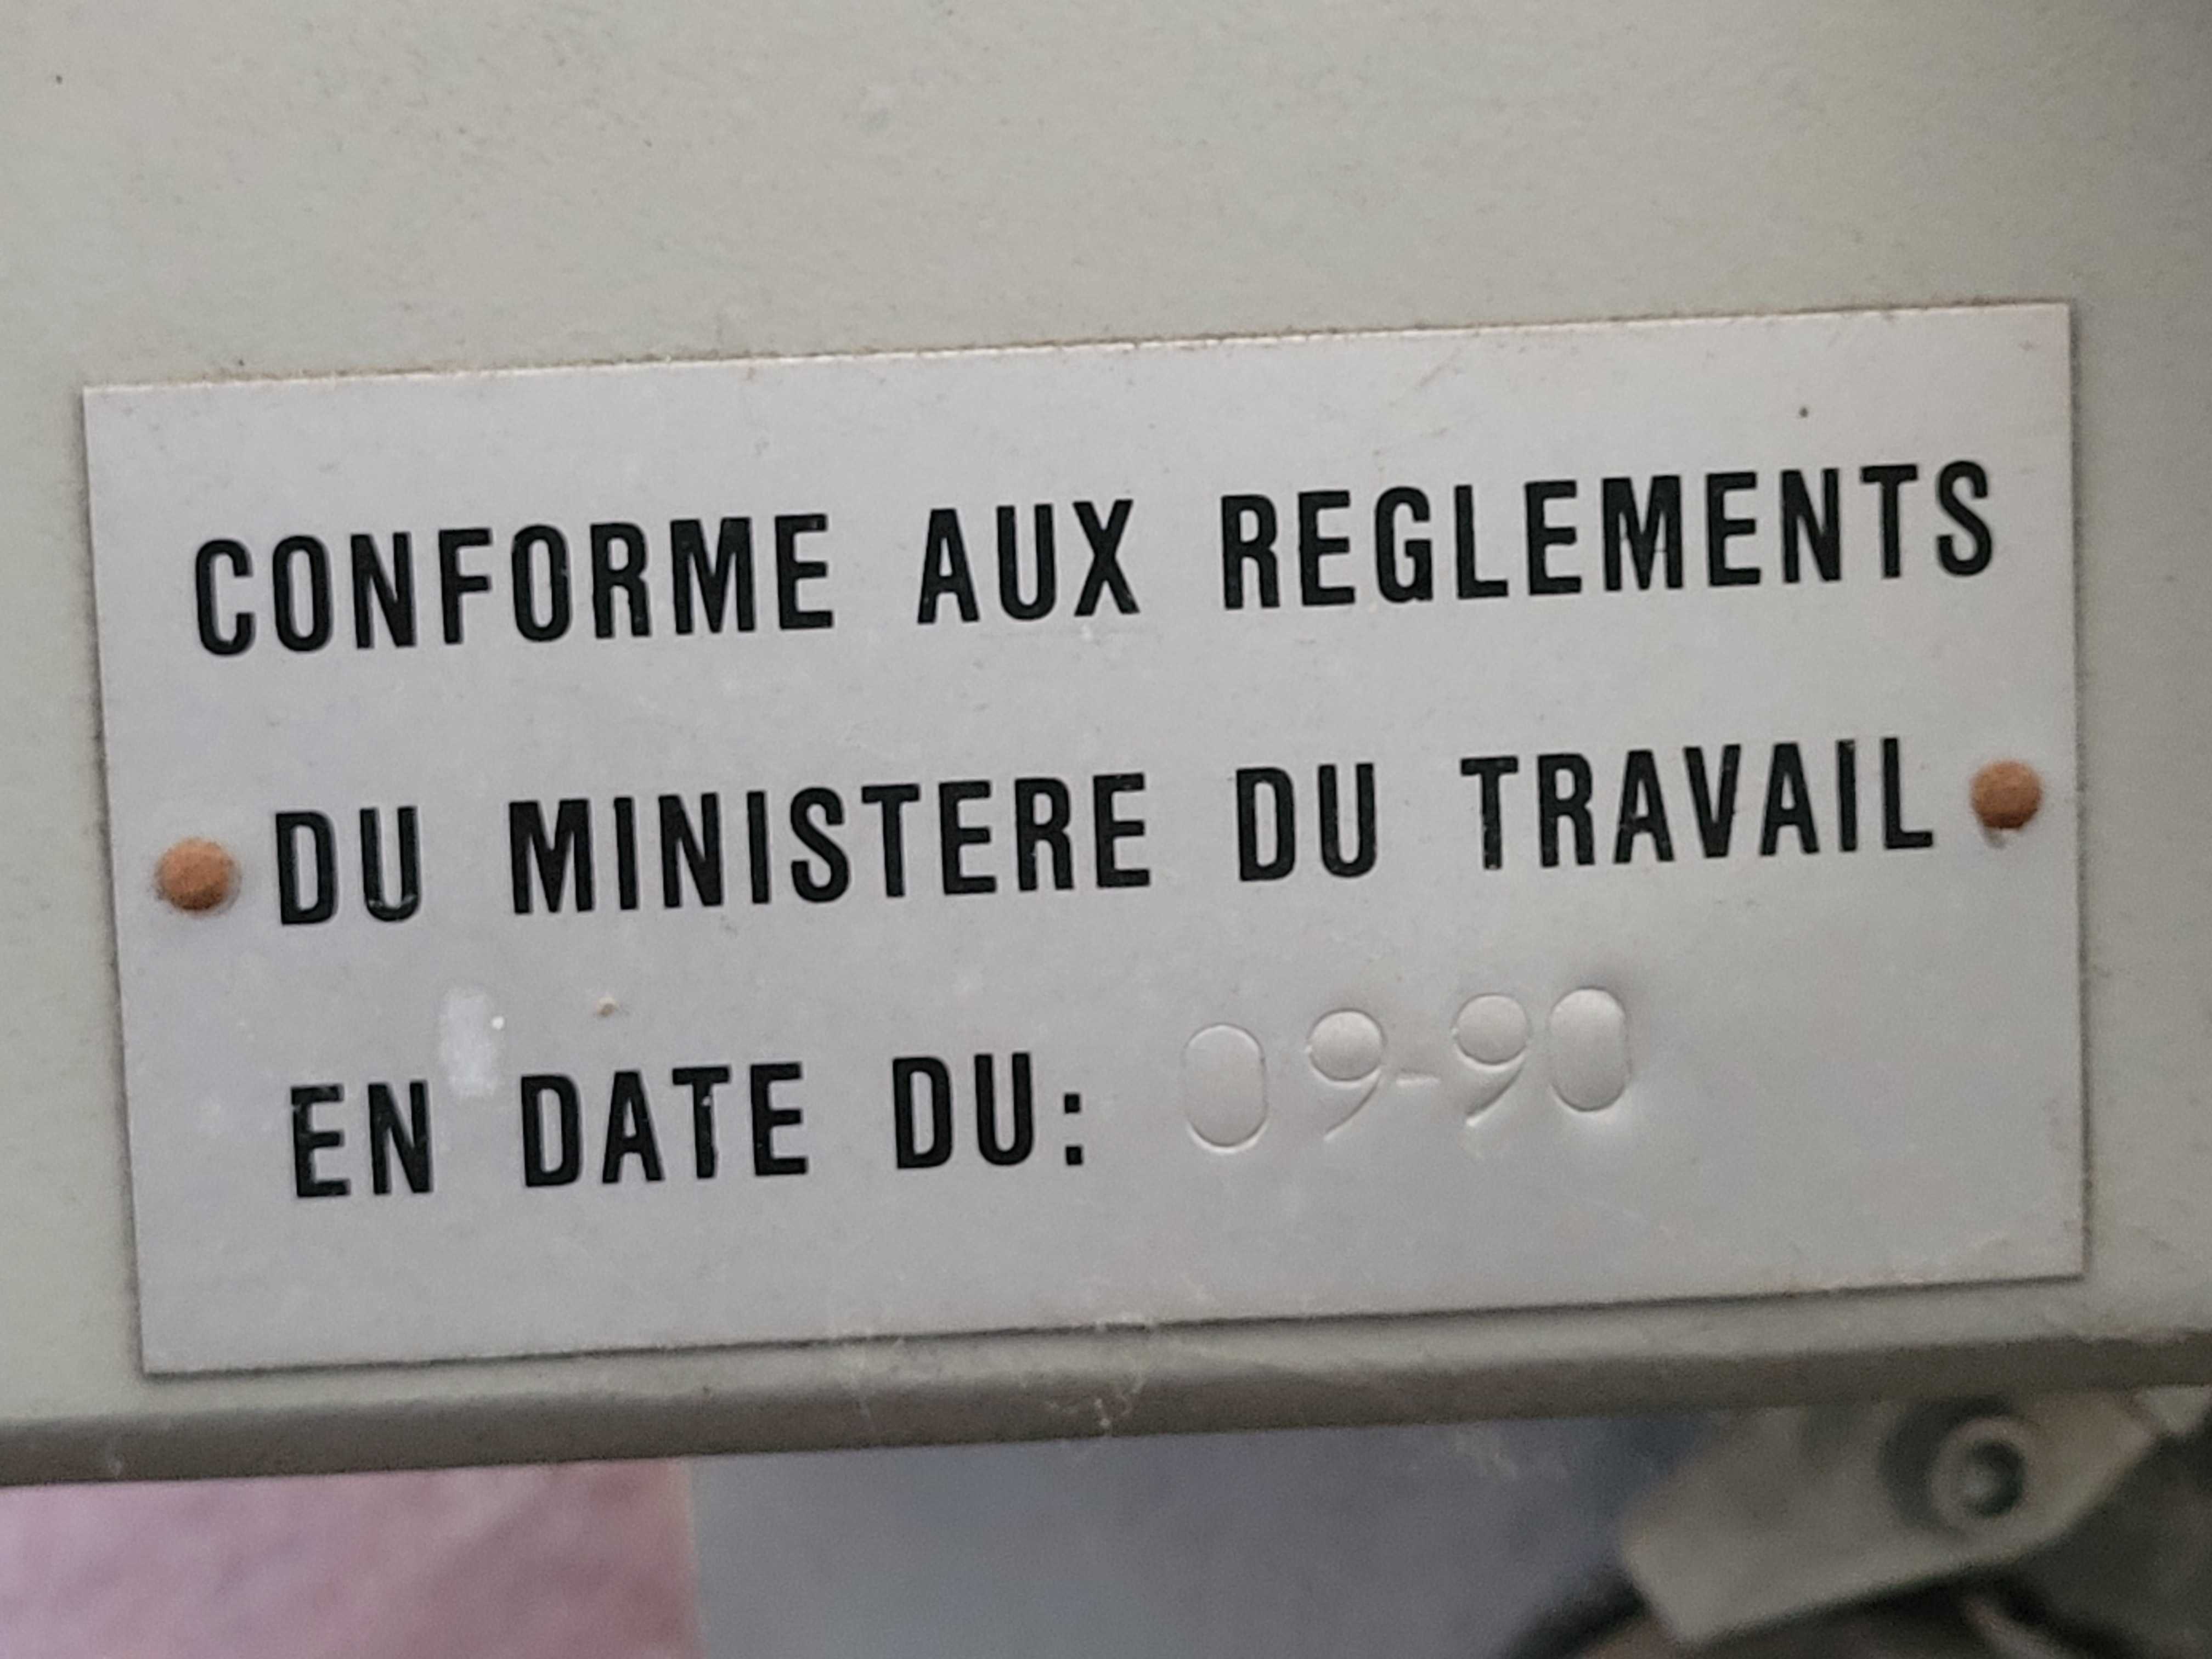 CONFORME AUX REGLEMENTS
DU MINISTERE DU TRAVAIL
EN DATE DU: 09-90